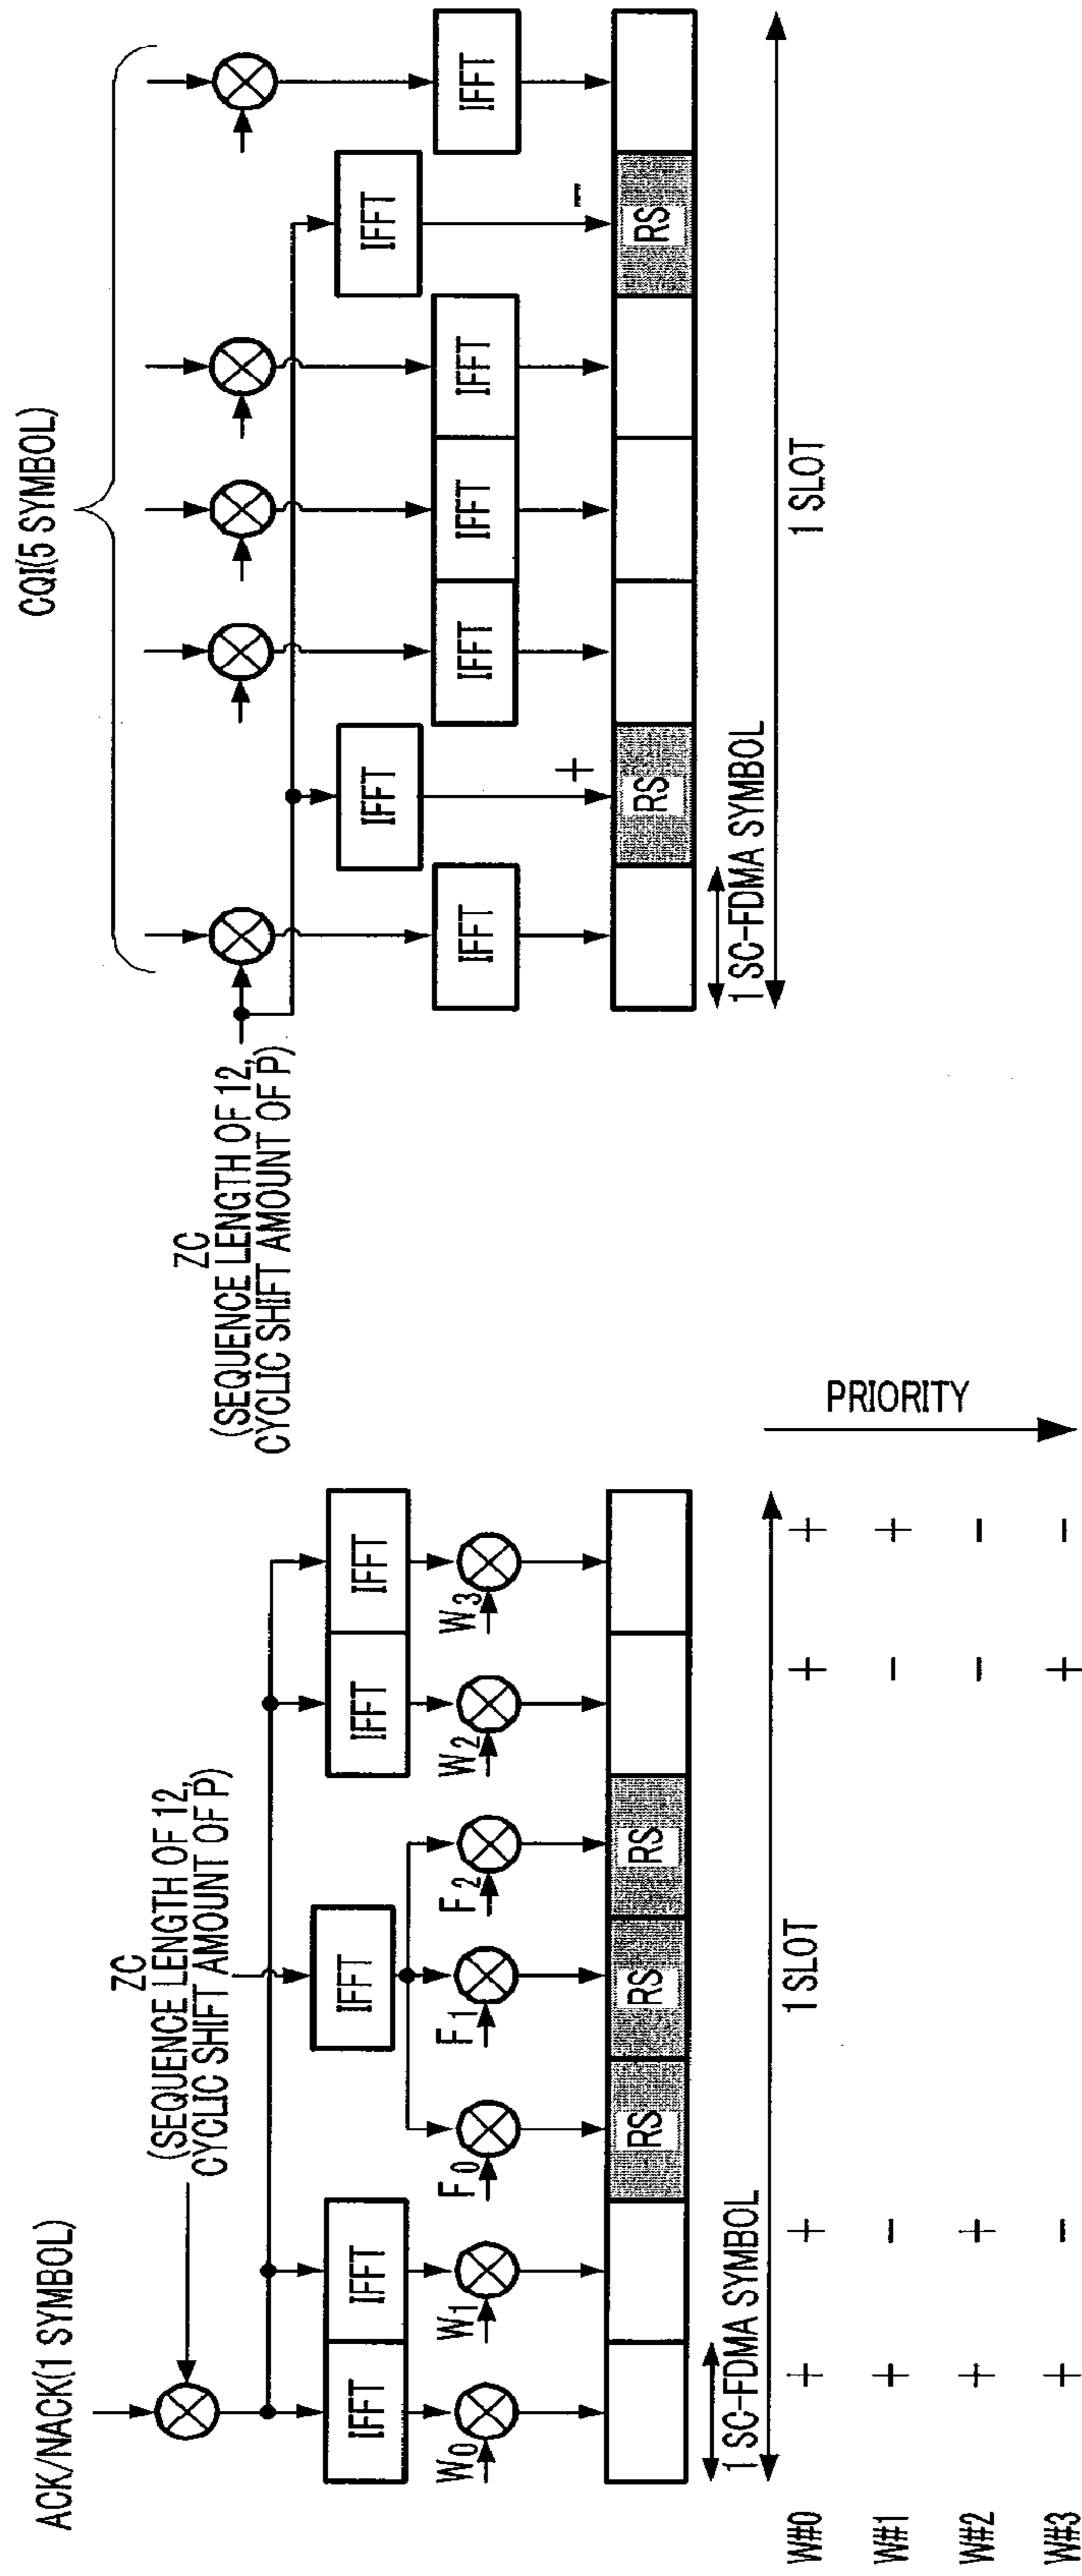 ACK/NACK(1 SYMBOL)
ZC
(SEQUENCE LENGTH OF 12,
CYCLIC SHIFT AMOUNT OF P)
IFFT
IFFT
IFFT
IFFT
IFFT
W0
W1
F0
F1
F2
W2
W3
RS
RS
RS
1 SC-FDMA SYMBOL
1 SLOT
W#0 + + + +
W#1 + - - +
W#2 + + - -
W#3 + - + -
PRIORITY
CQI(5 SYMBOL)
ZC
(SEQUENCE LENGTH OF 12,
CYCLIC SHIFT AMOUNT OF P)
IFFT
IFFT
IFFT
IFFT
IFFT
IFFT
IFFT
+
-
RS
RS
1 SC-FDMA SYMBOL
1 SLOT